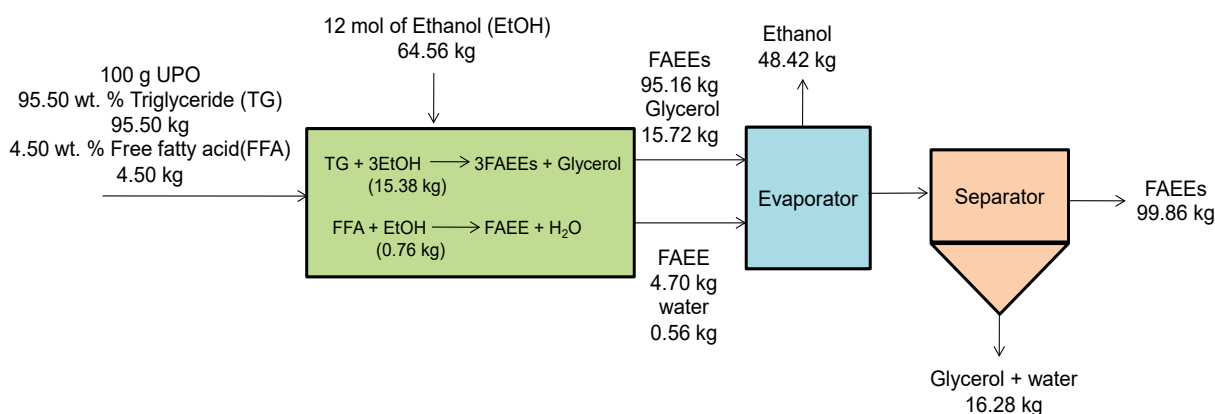 12 mol of Ethanol (EtOH)
64.56 kg
100 g UPO
95.50 wt. % Triglyceride (TG)
95.50 kg
4.50 wt. % Free fatty acid(FFA)
4.50 kg
TG + 3EtOH ⟶ 3FAEEs + Glycerol
(15.38 kg)
FFA + EtOH ⟶ FAEE + H₂O
(0.76 kg)
FAEEs
95.16 kg
Glycerol
15.72 kg
FAEE
4.70 kg
water
0.56 kg
Ethanol
48.42 kg
Evaporator
Separator
FAEEs
99.86 kg
Glycerol + water
16.28 kg